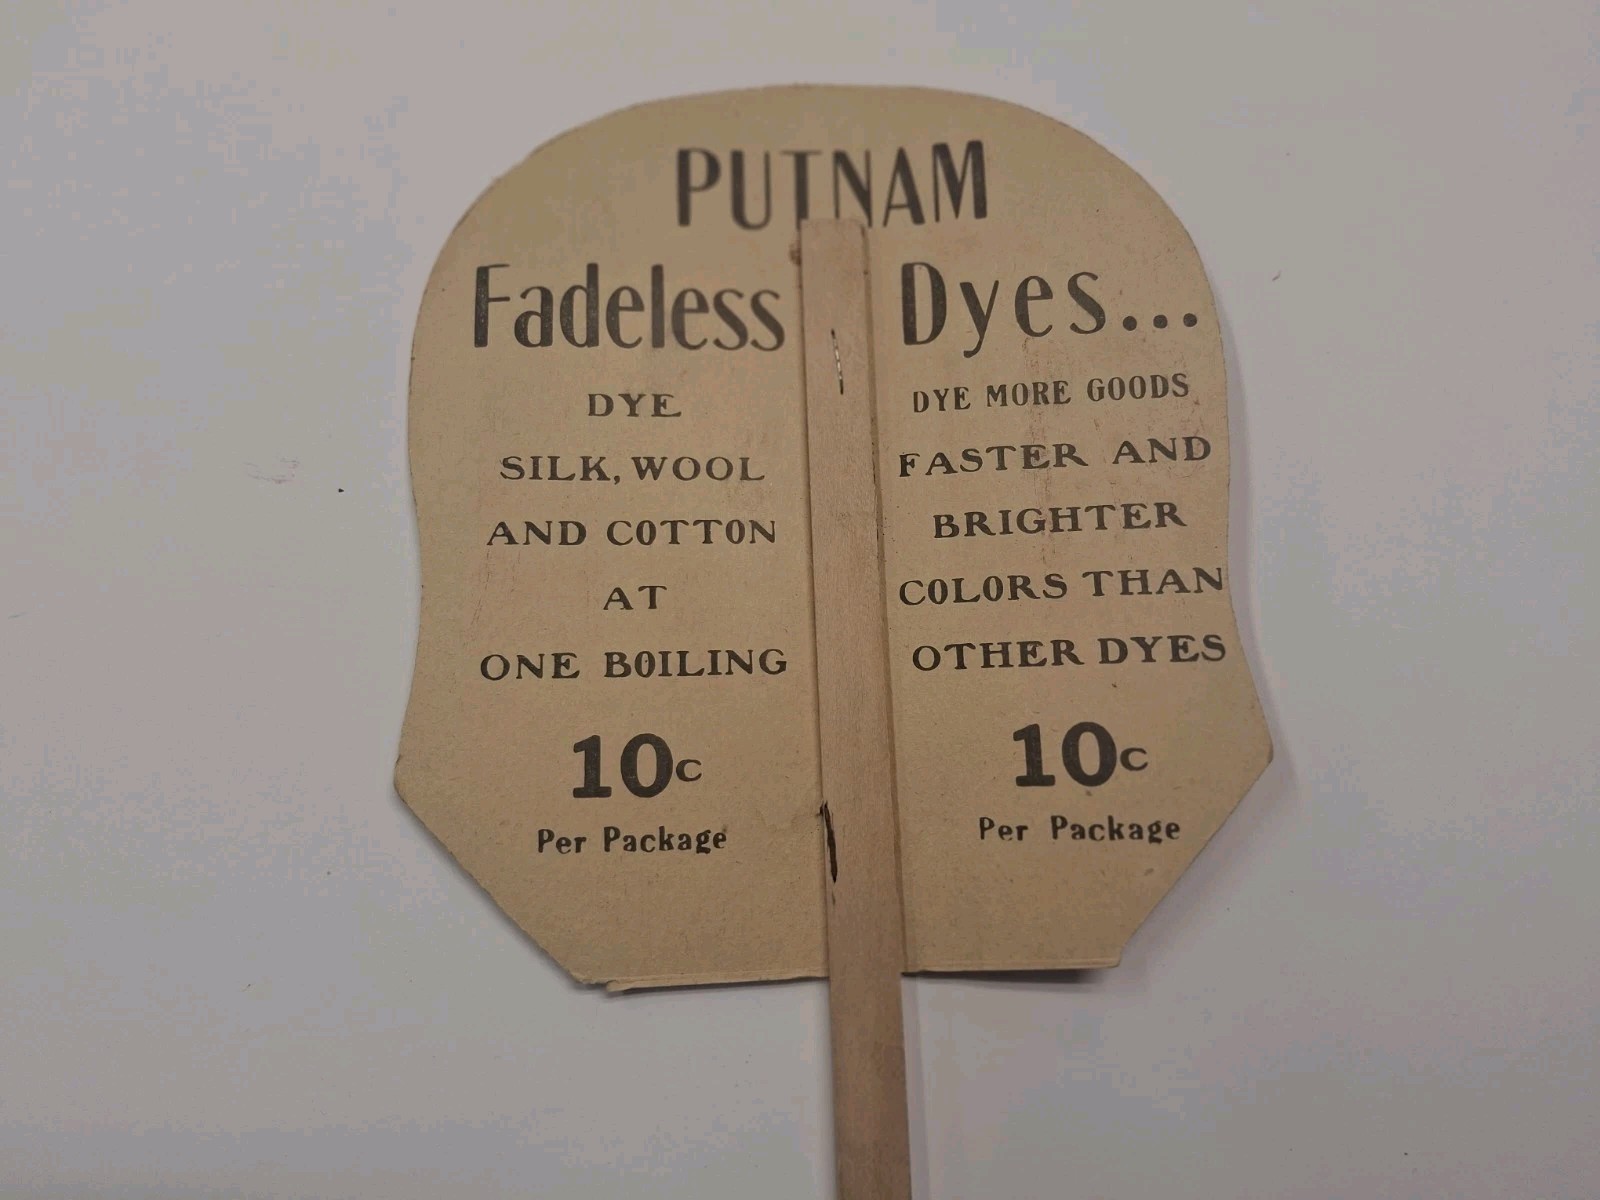 PUTNAM
Fadeless Dyes...
DYE
SILK, WOOL
AND COTTON
AT
ONE BOILING
10c
Per Package
DYE MORE GOODS
FASTER AND
BRIGHTER
COLORS THAN
OTHER DYES
10c
Per Package